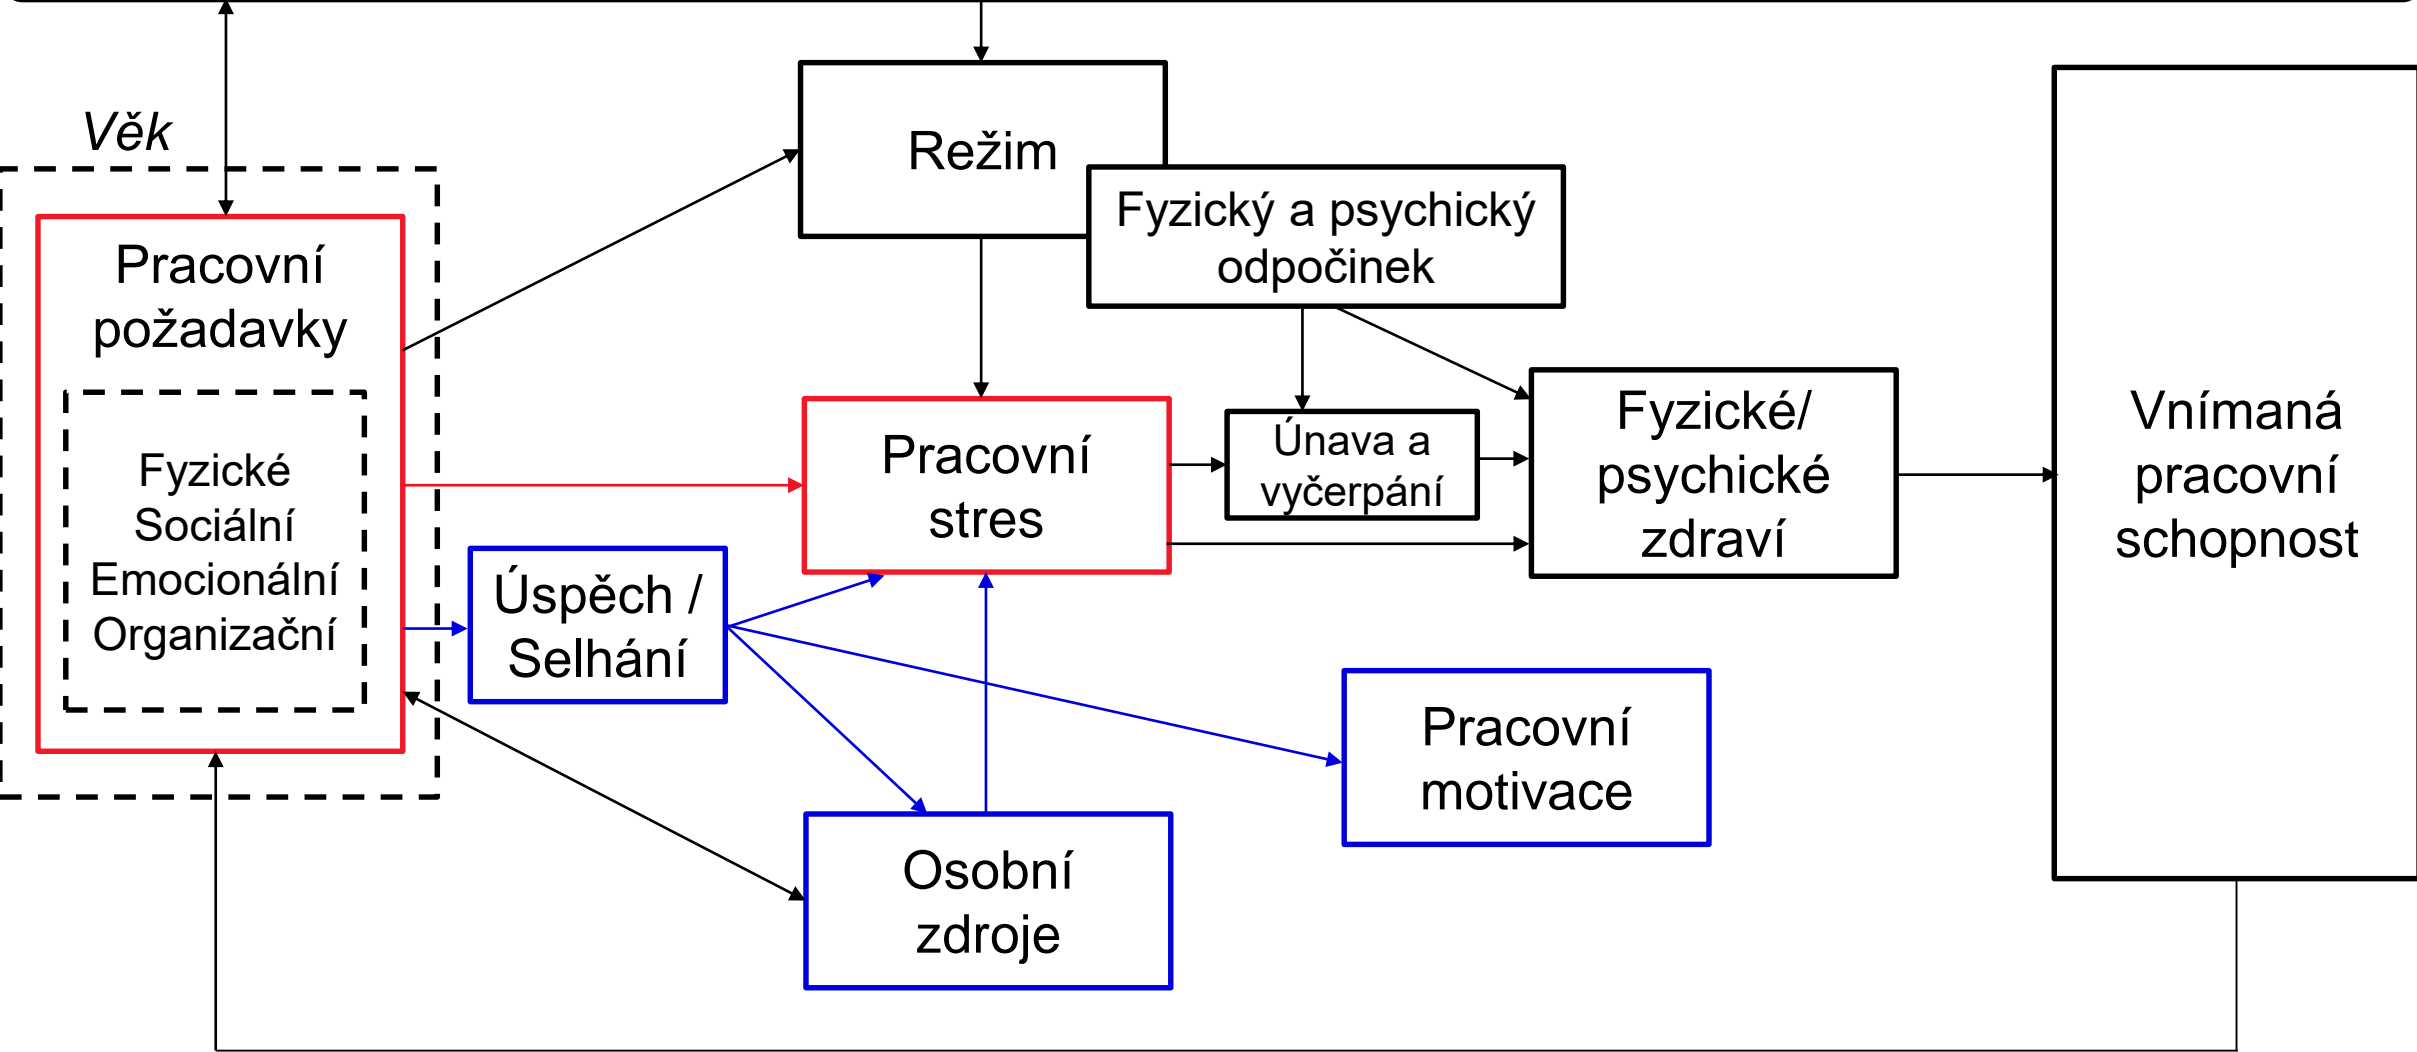 Věk
Režim
Fyzický a psychický
odpočinek
Pracovní
požadavky
Fyzické
Sociální
Emocionální
Organizační
Pracovní
stres
Únava a
vyčerpání
Fyzické/
psychické
zdraví
Vnímaná
pracovní
schopnost
Úspěch /
Selhání
Pracovní
motivace
Osobní
zdroje